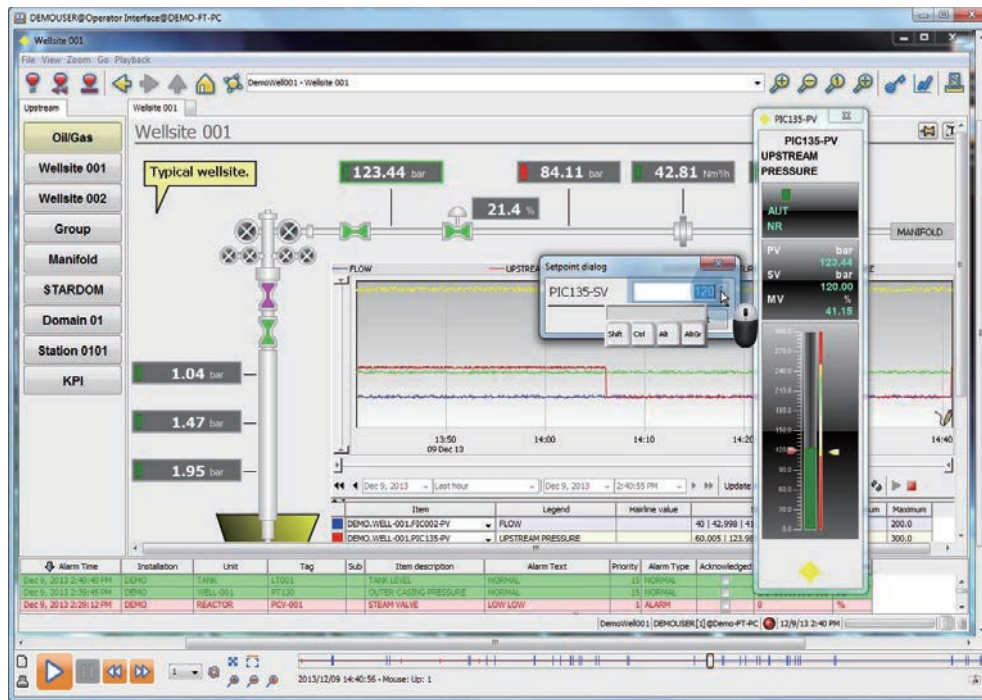 DEMOUSER@Operator Interface@DEMO-FT-PC
Wellsite 001
File View Zoom Go Playback
DemoWell001 - Wellsite 001
Upstream
Wellsite 001
Oil/Gas
Wellsite 001
Wellsite 002
Group
Manifold
STARDOM
Domain 01
Station 0101
KPI
Wellsite 001
Typical wellsite.
123.44 bar
84.11 bar
42.81 Nm³/h
21.4 %
MANIFOLD
1.04 bar
1.47 bar
1.95 bar
FLOW
Setpoint dialog
PIC135-SV
120
Shift Ctrl Alt AltGr
PIC135-PV
PIC135-PV
UPSTREAM
PRESSURE
AUT
NR
PV bar
123.44
SV bar
120.00
MV %
41.15
13:50
14:00
14:10
14:20
14:40
09 Dec 13
Dec 9, 2013
Last hour
Dec 9, 2013
2:40:55 PM
Update
Item Legend Hairline value Maximum
DEMO.WELL-001.FIC002-PV FLOW 200.0
DEMO.WELL-001.PIC135-PV UPSTREAM PRESSURE 300.0
Alarm Time Installation Unit Tag Sub Item description Alarm Text Priority Alarm Type Acknowledged
Dec 9, 2013 2:40:40 PM DEMO TANK LT001 TANK LEVEL NORMAL 15 NORMAL
Dec 9, 2013 2:39:45 PM DEMO WELL-001 PT130 OUTER CASING PRESSURE NORMAL 15 NORMAL
Dec 9, 2013 2:29:12 PM DEMO REACTOR PCV-001 STEAM VALVE LOW LOW 1 ALARM 0 %
DemoWell001 DEMOUSER[1]@Demo-FT-PC 12/9/13 2:40 PM
1
2013/12/09 14:40:56 - Mouse: Up: 1